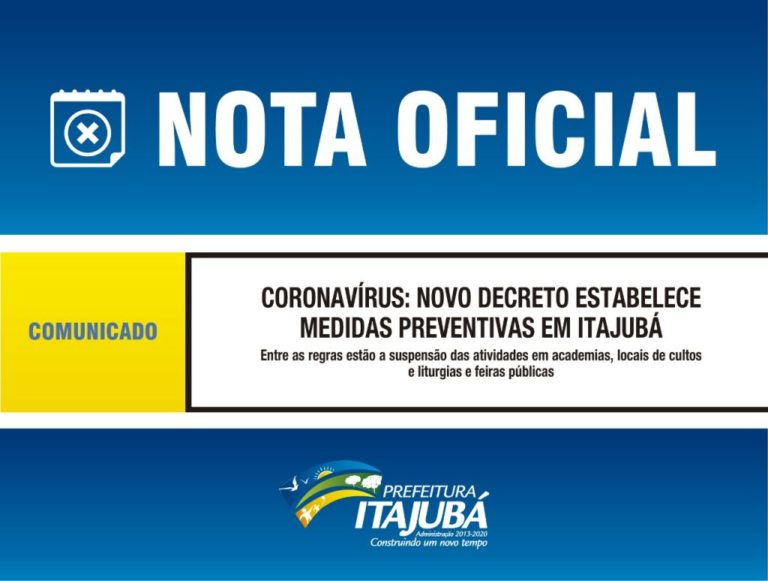 NOTA OFICIAL
COMUNICADO
CORONAVÍRUS: NOVO DECRETO ESTABELECE
MEDIDAS PREVENTIVAS EM ITAJUBÁ
Entre as regras estão a suspensão das atividades em academias, locais de cultos
e liturgias e feiras públicas
PREFEITURA
ITAJUBÁ
Administração 2013-2020
Construindo um novo tempo